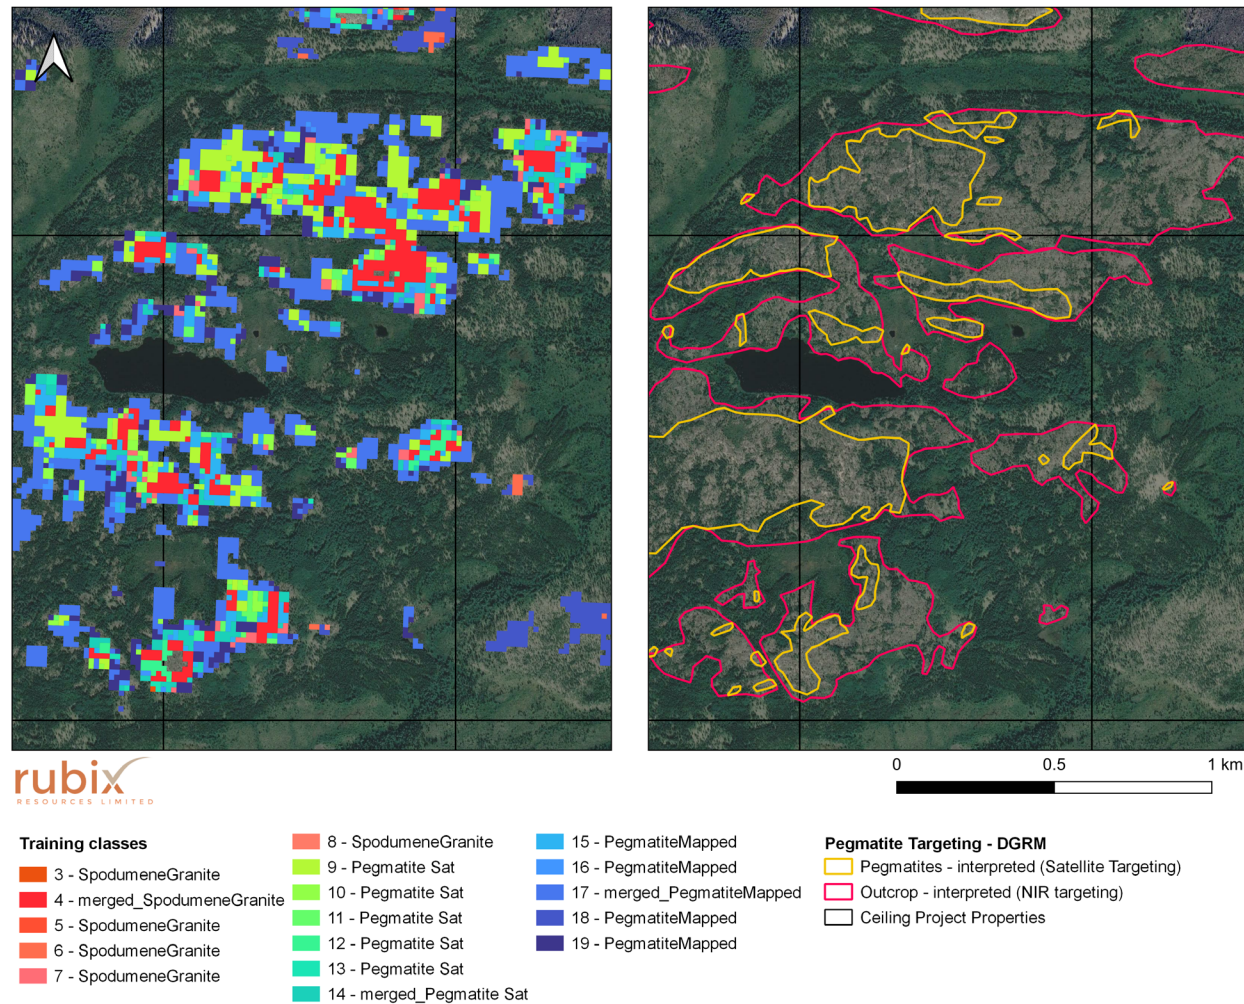 rubix
RESOURCES LIMITED
0 0.5 1 km
Training classes
3 - SpodumeneGranite
4 - merged_SpodumeneGranite
5 - SpodumeneGranite
6 - SpodumeneGranite
7 - SpodumeneGranite
8 - SpodumeneGranite
9 - Pegmatite Sat
10 - Pegmatite Sat
11 - Pegmatite Sat
12 - Pegmatite Sat
13 - Pegmatite Sat
14 - merged_Pegmatite Sat
15 - PegmatiteMapped
16 - PegmatiteMapped
17 - merged_PegmatiteMapped
18 - PegmatiteMapped
19 - PegmatiteMapped
Pegmatite Targeting - DGRM
Pegmatites - interpreted (Satellite Targeting)
Outcrop - interpreted (NIR targeting)
Ceiling Project Properties